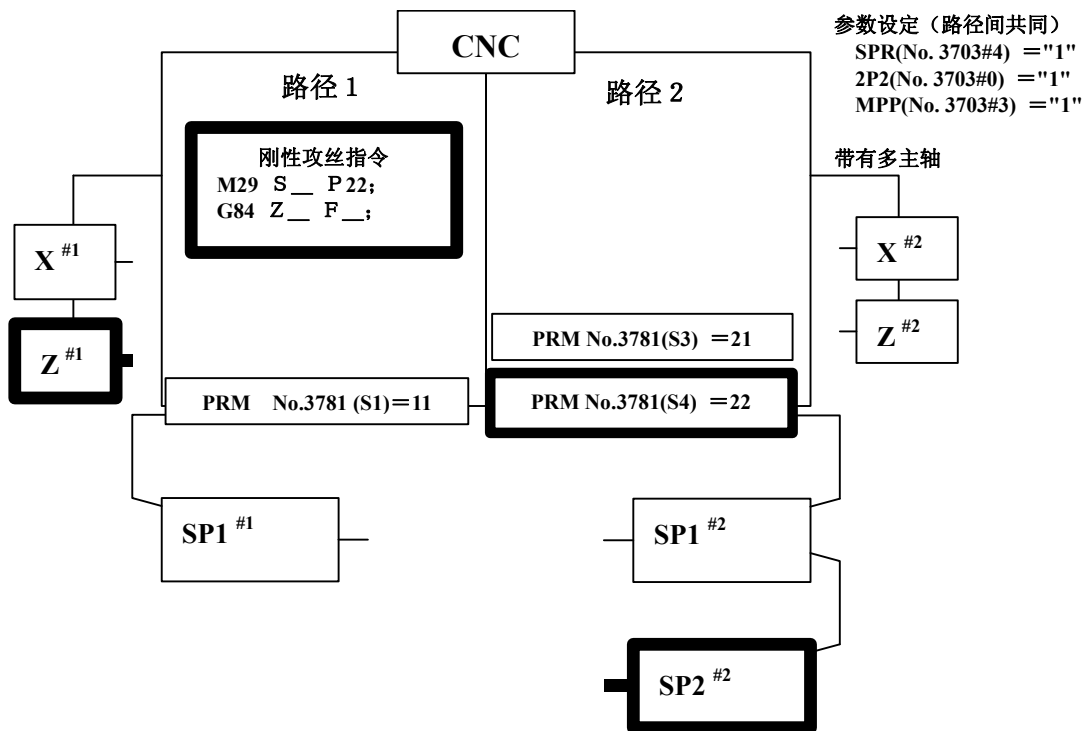 CNC
路径 1
路径 2
参数设定（路径间共同）
SPR(No. 3703#4) ＝"1"
2P2(No. 3703#0) ＝"1"
MPP(No. 3703#3) ＝"1"
带有多主轴
刚性攻丝指令
M29 S__ P22；
G84 Z__ F__；
X #1
Z #1
X #2
Z #2
PRM No.3781(S3) ＝21
PRM No.3781 (S1)＝11
PRM No.3781(S4) ＝22
SP1 #1
SP1 #2
SP2 #2